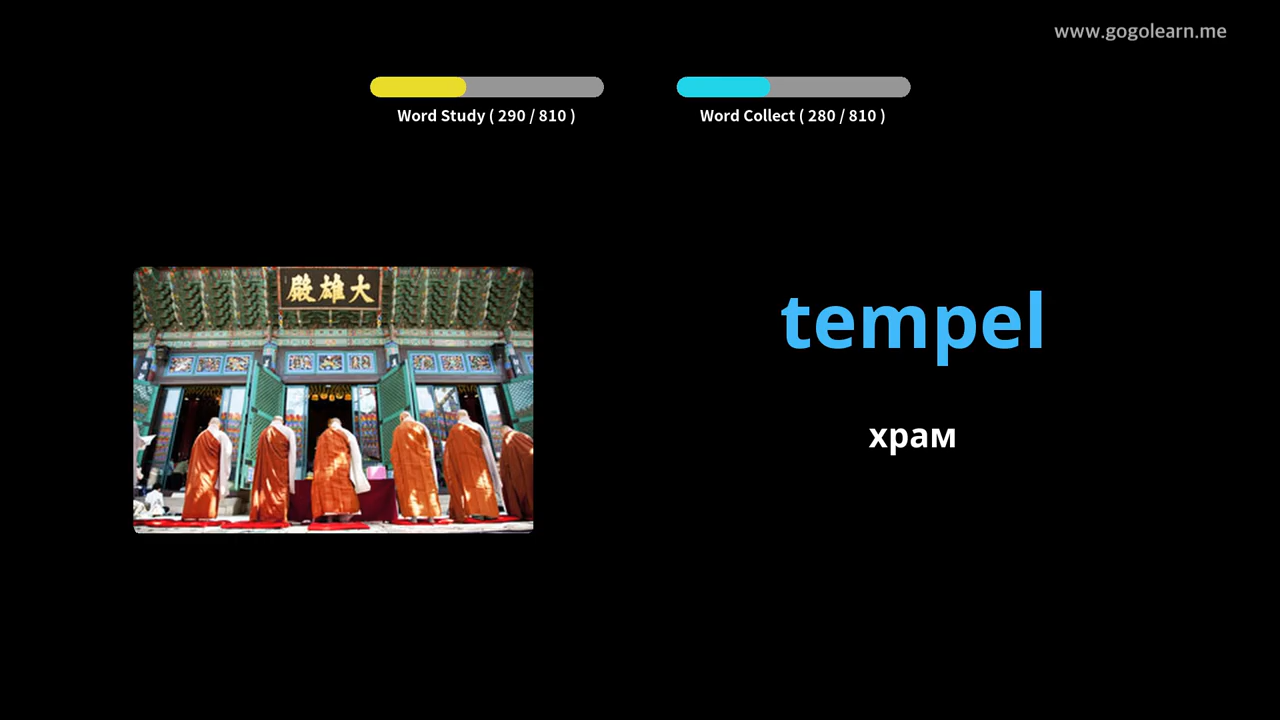 www.gogolearn.me
Word Study ( 290 / 810 )
Word Collect ( 280 / 810 )
殿雄大
tempel
храм